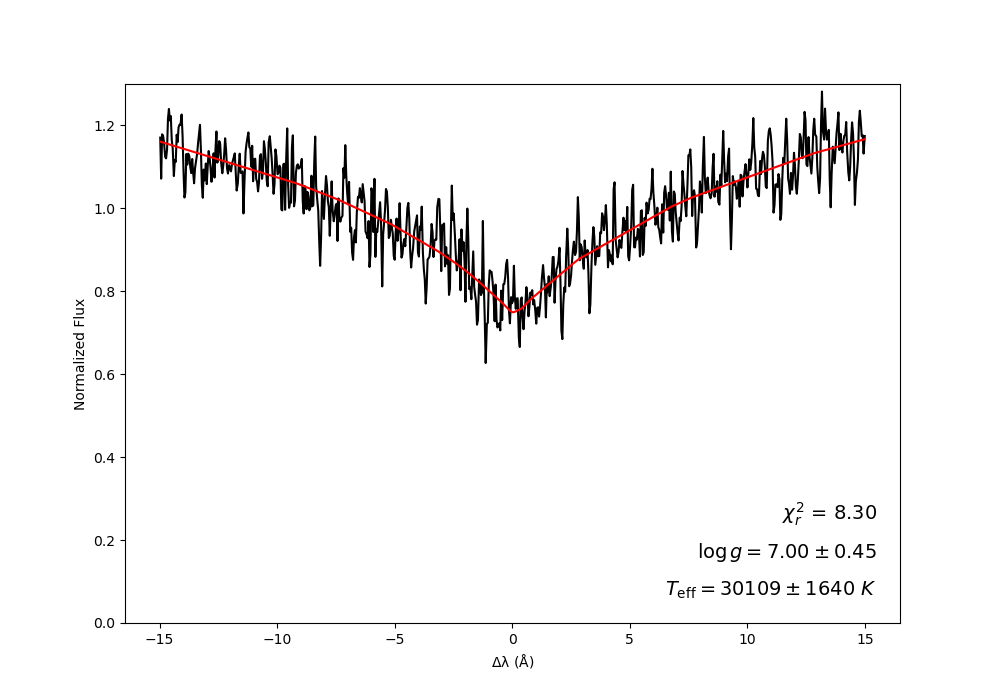 1.2
1.0
0.8
0.6
0.4
0.2
0.0
Normalized Flux
χ²ᵣ = 8.30
log g = 7.00 ± 0.45
T_eff = 30109 ± 1640 K
−15 −10 −5 0 5 10 15
Δλ (Å)